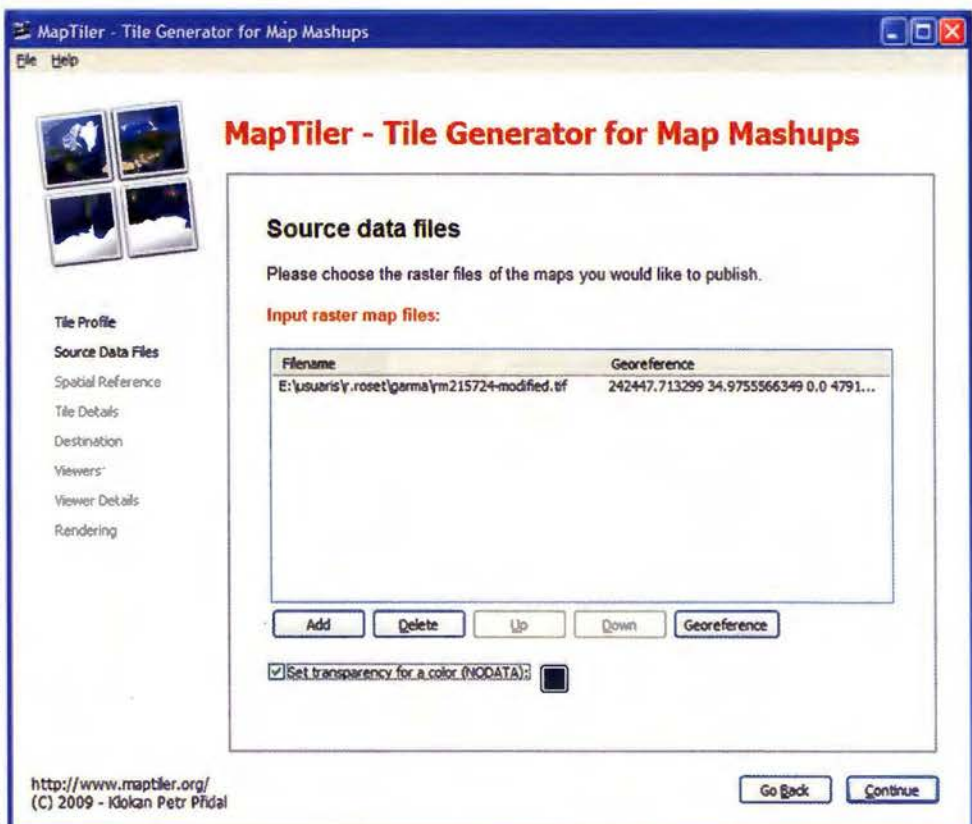 MapTiler - Tile Generator for Map Mashups
File Help
MapTiler - Tile Generator for Map Mashups
Source data files
Please choose the raster files of the maps you would like to publish.
Input raster map files:
Filename Georeference
E:\usuaris\r.roset\garma\rm215724-modified.tif 242447.713299 34.9755566349 0.0 4791...
Tile Profile
Source Data Files
Spatial Reference
Tile Details
Destination
Viewers
Viewer Details
Rendering
Add Delete Up Down Georeference
Set transparency for a color (NODATA):
http://www.maptiler.org/
(C) 2009 - Klokan Petr Přidal
Go Back Continue